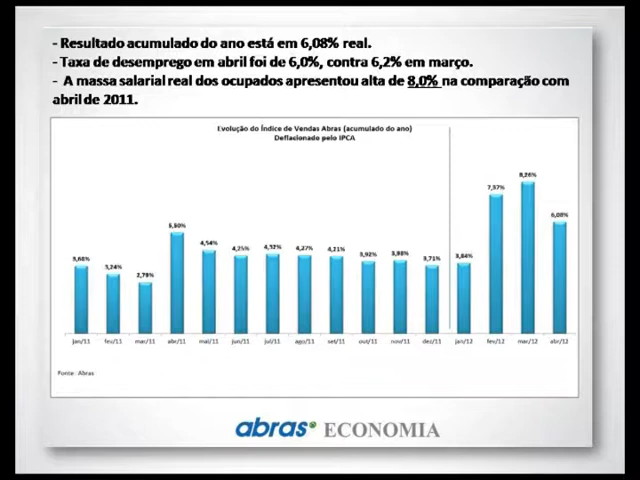 - Resultado acumulado do ano está em 6,08% real.
- Taxa de desemprego em abril foi de 6,0%, contra 6,2% em março.
- A massa salarial real dos ocupados apresentou alta de 8,0% na comparação com
abril de 2011.
Evolução do Índice de Vendas Abras (acumulado do ano)
Deflacionado pelo IPCA
3,68% 3,24% 2,79% 5,50% 4,54% 4,25% 4,32% 4,27% 4,21% 3,92% 3,98% 3,71% 3,84% 7,57% 8,26% 6,08%
jan/11 fev/11 mar/11 abr/11 mai/11 jun/11 jul/11 ago/11 set/11 out/11 nov/11 dez/11 jan/12 fev/12 mar/12 abr/12
Fonte: Abras
abras ECONOMIA